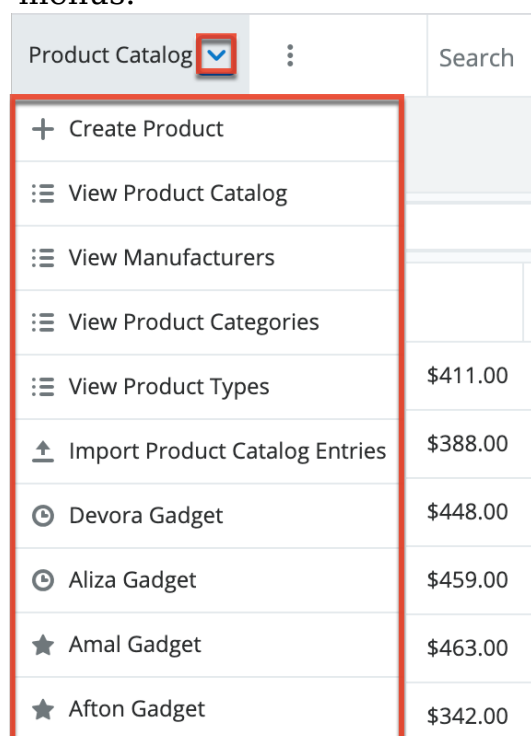 Product Catalog
Search
Create Product
View Product Catalog
View Manufacturers
View Product Categories
View Product Types
$411.00
Import Product Catalog Entries
$388.00
Devora Gadget
$448.00
Aliza Gadget
$459.00
Amal Gadget
$463.00
Afton Gadget
$342.00